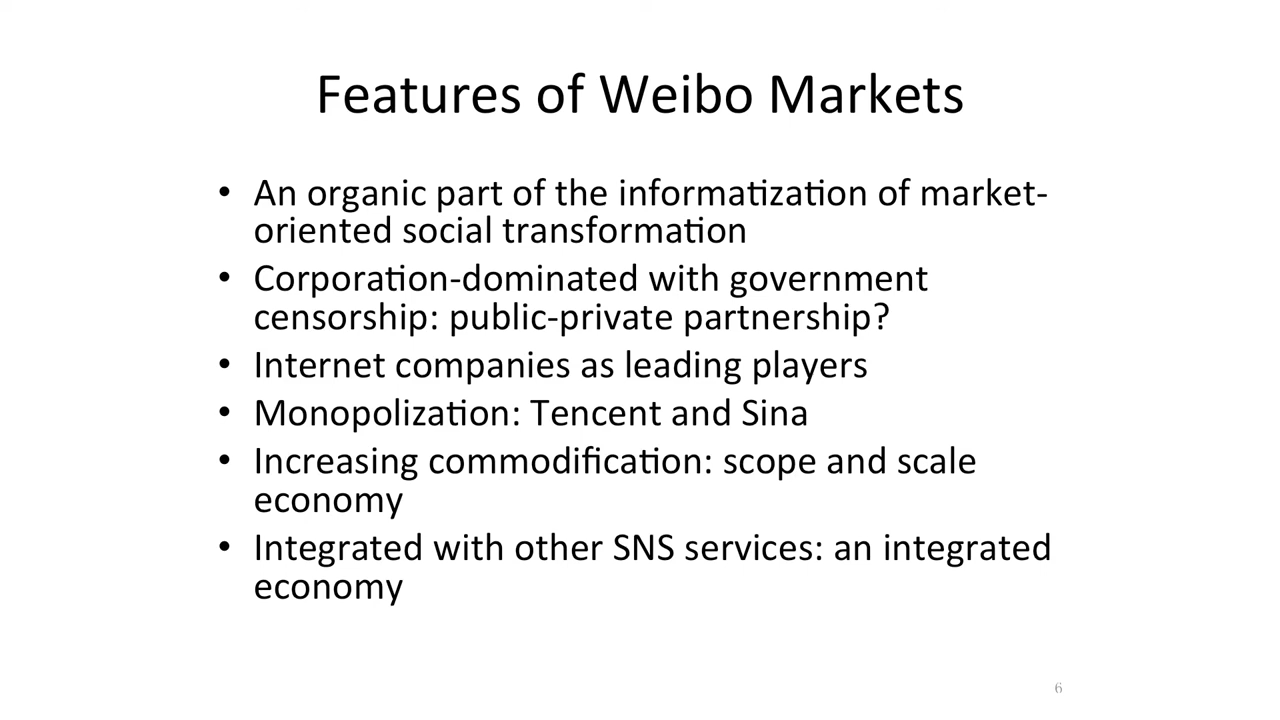 Features of Weibo Markets
• An organic part of the informatization of market-
oriented social transformation
• Corporation-dominated with government
censorship: public-private partnership?
• Internet companies as leading players
• Monopolization: Tencent and Sina
• Increasing commodification: scope and scale
economy
• Integrated with other SNS services: an integrated
economy
6